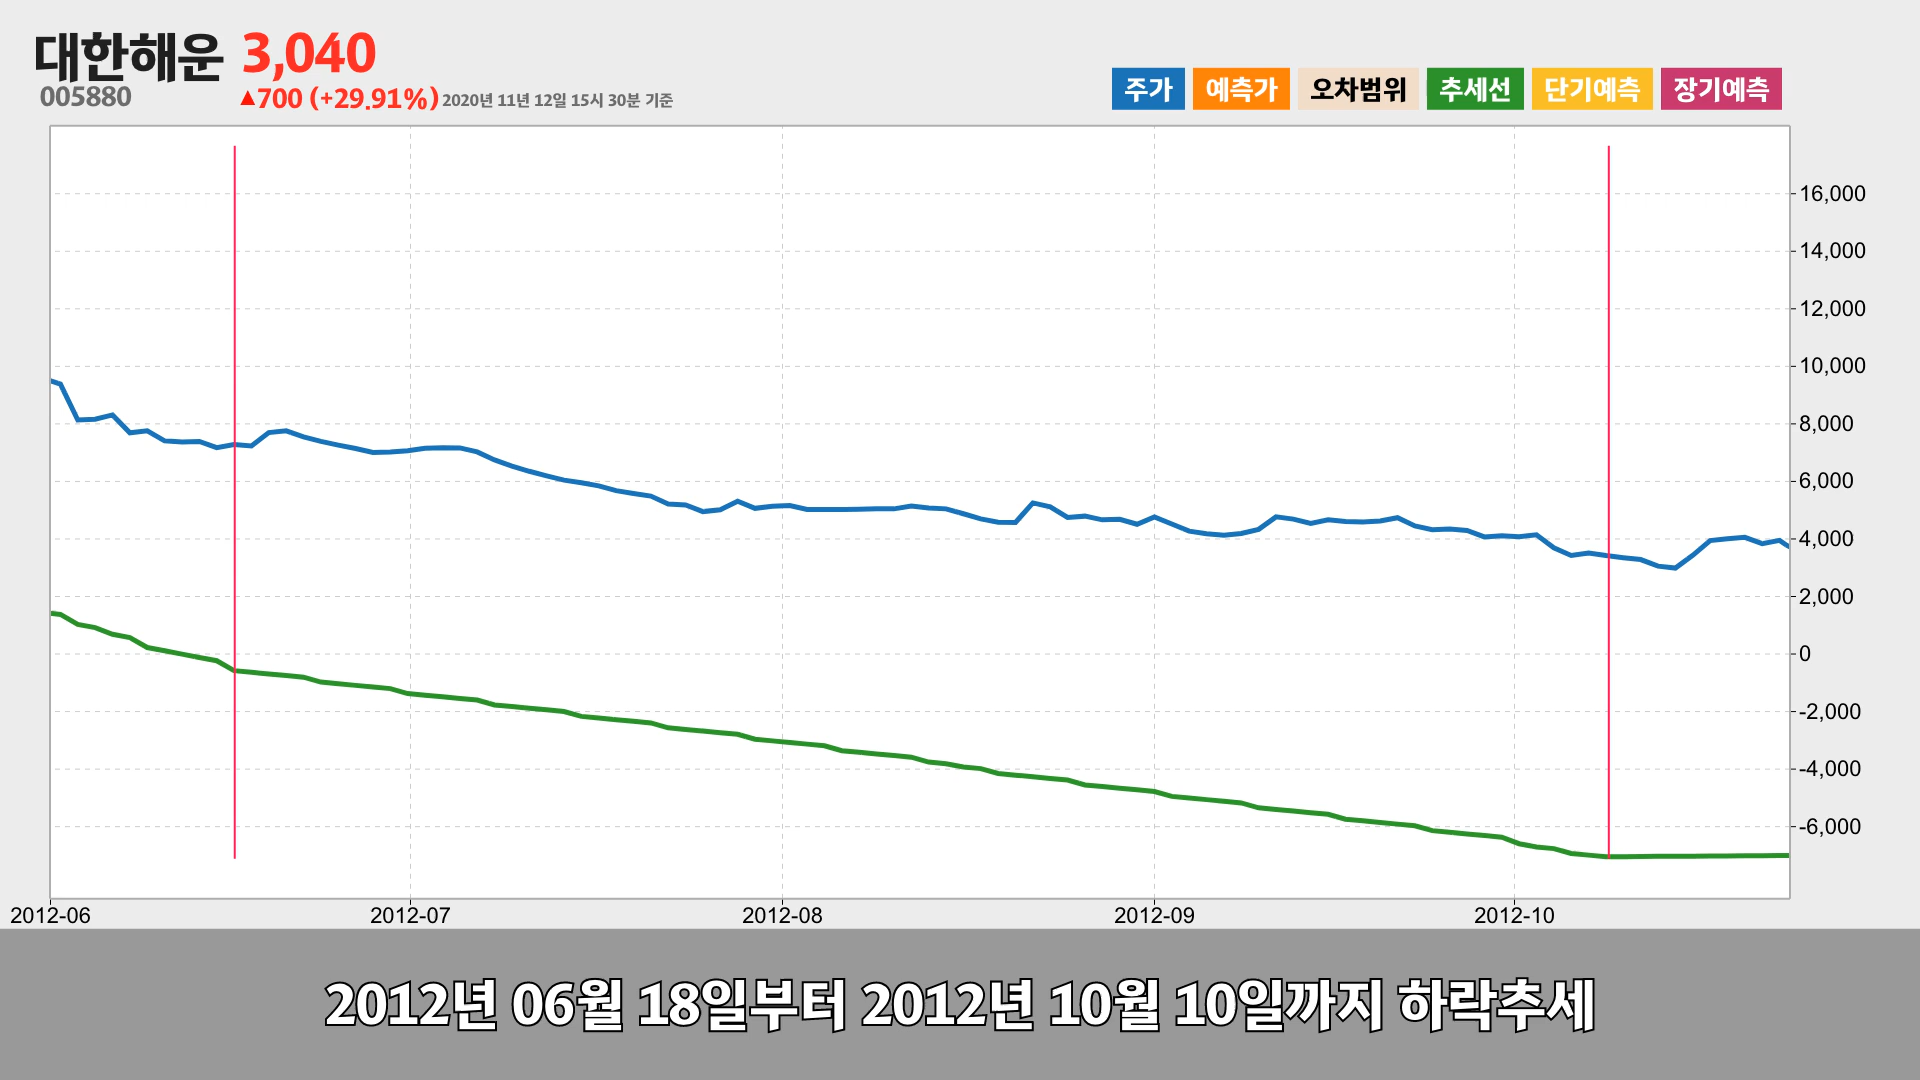 대한해운 3,040
005880 ▲700 (+29.91%) 2020년 11년 12일 15시 30분 기준
주가 예측가 오차범위 추세선 단기예측 장기예측
16,000
14,000
12,000
10,000
8,000
6,000
4,000
2,000
0
-2,000
-4,000
-6,000
2012-06 2012-07 2012-08 2012-09 2012-10
2012년 06월 18일부터 2012년 10월 10일까지 하락추세